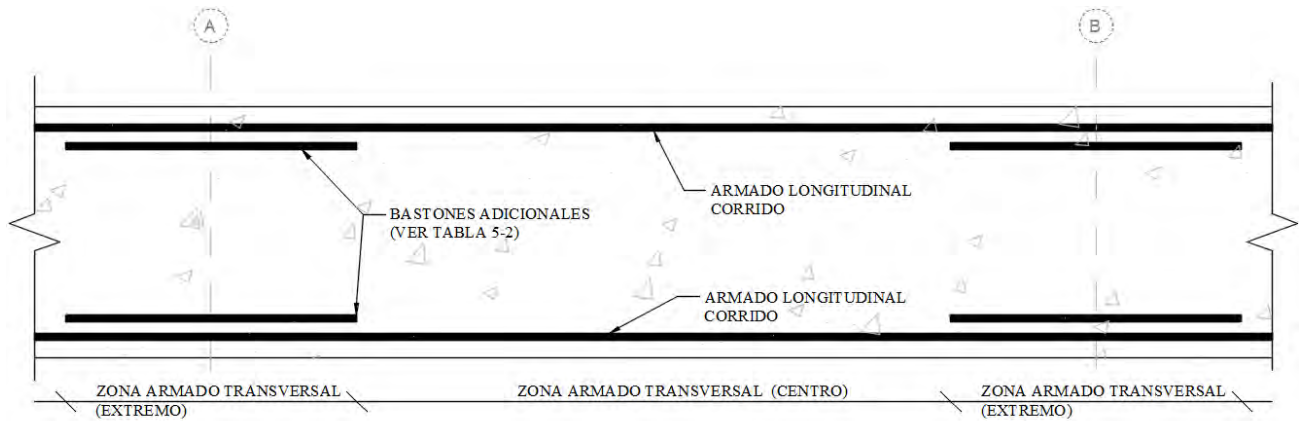 A
B
ARMADO LONGITUDINAL
CORRIDO
BASTONES ADICIONALES
(VER TABLA 5-2)
ARMADO LONGITUDINAL
CORRIDO
ZONA ARMADO TRANSVERSAL
(EXTREMO)
ZONA ARMADO TRANSVERSAL (CENTRO)
ZONA ARMADO TRANSVERSAL
(EXTREMO)